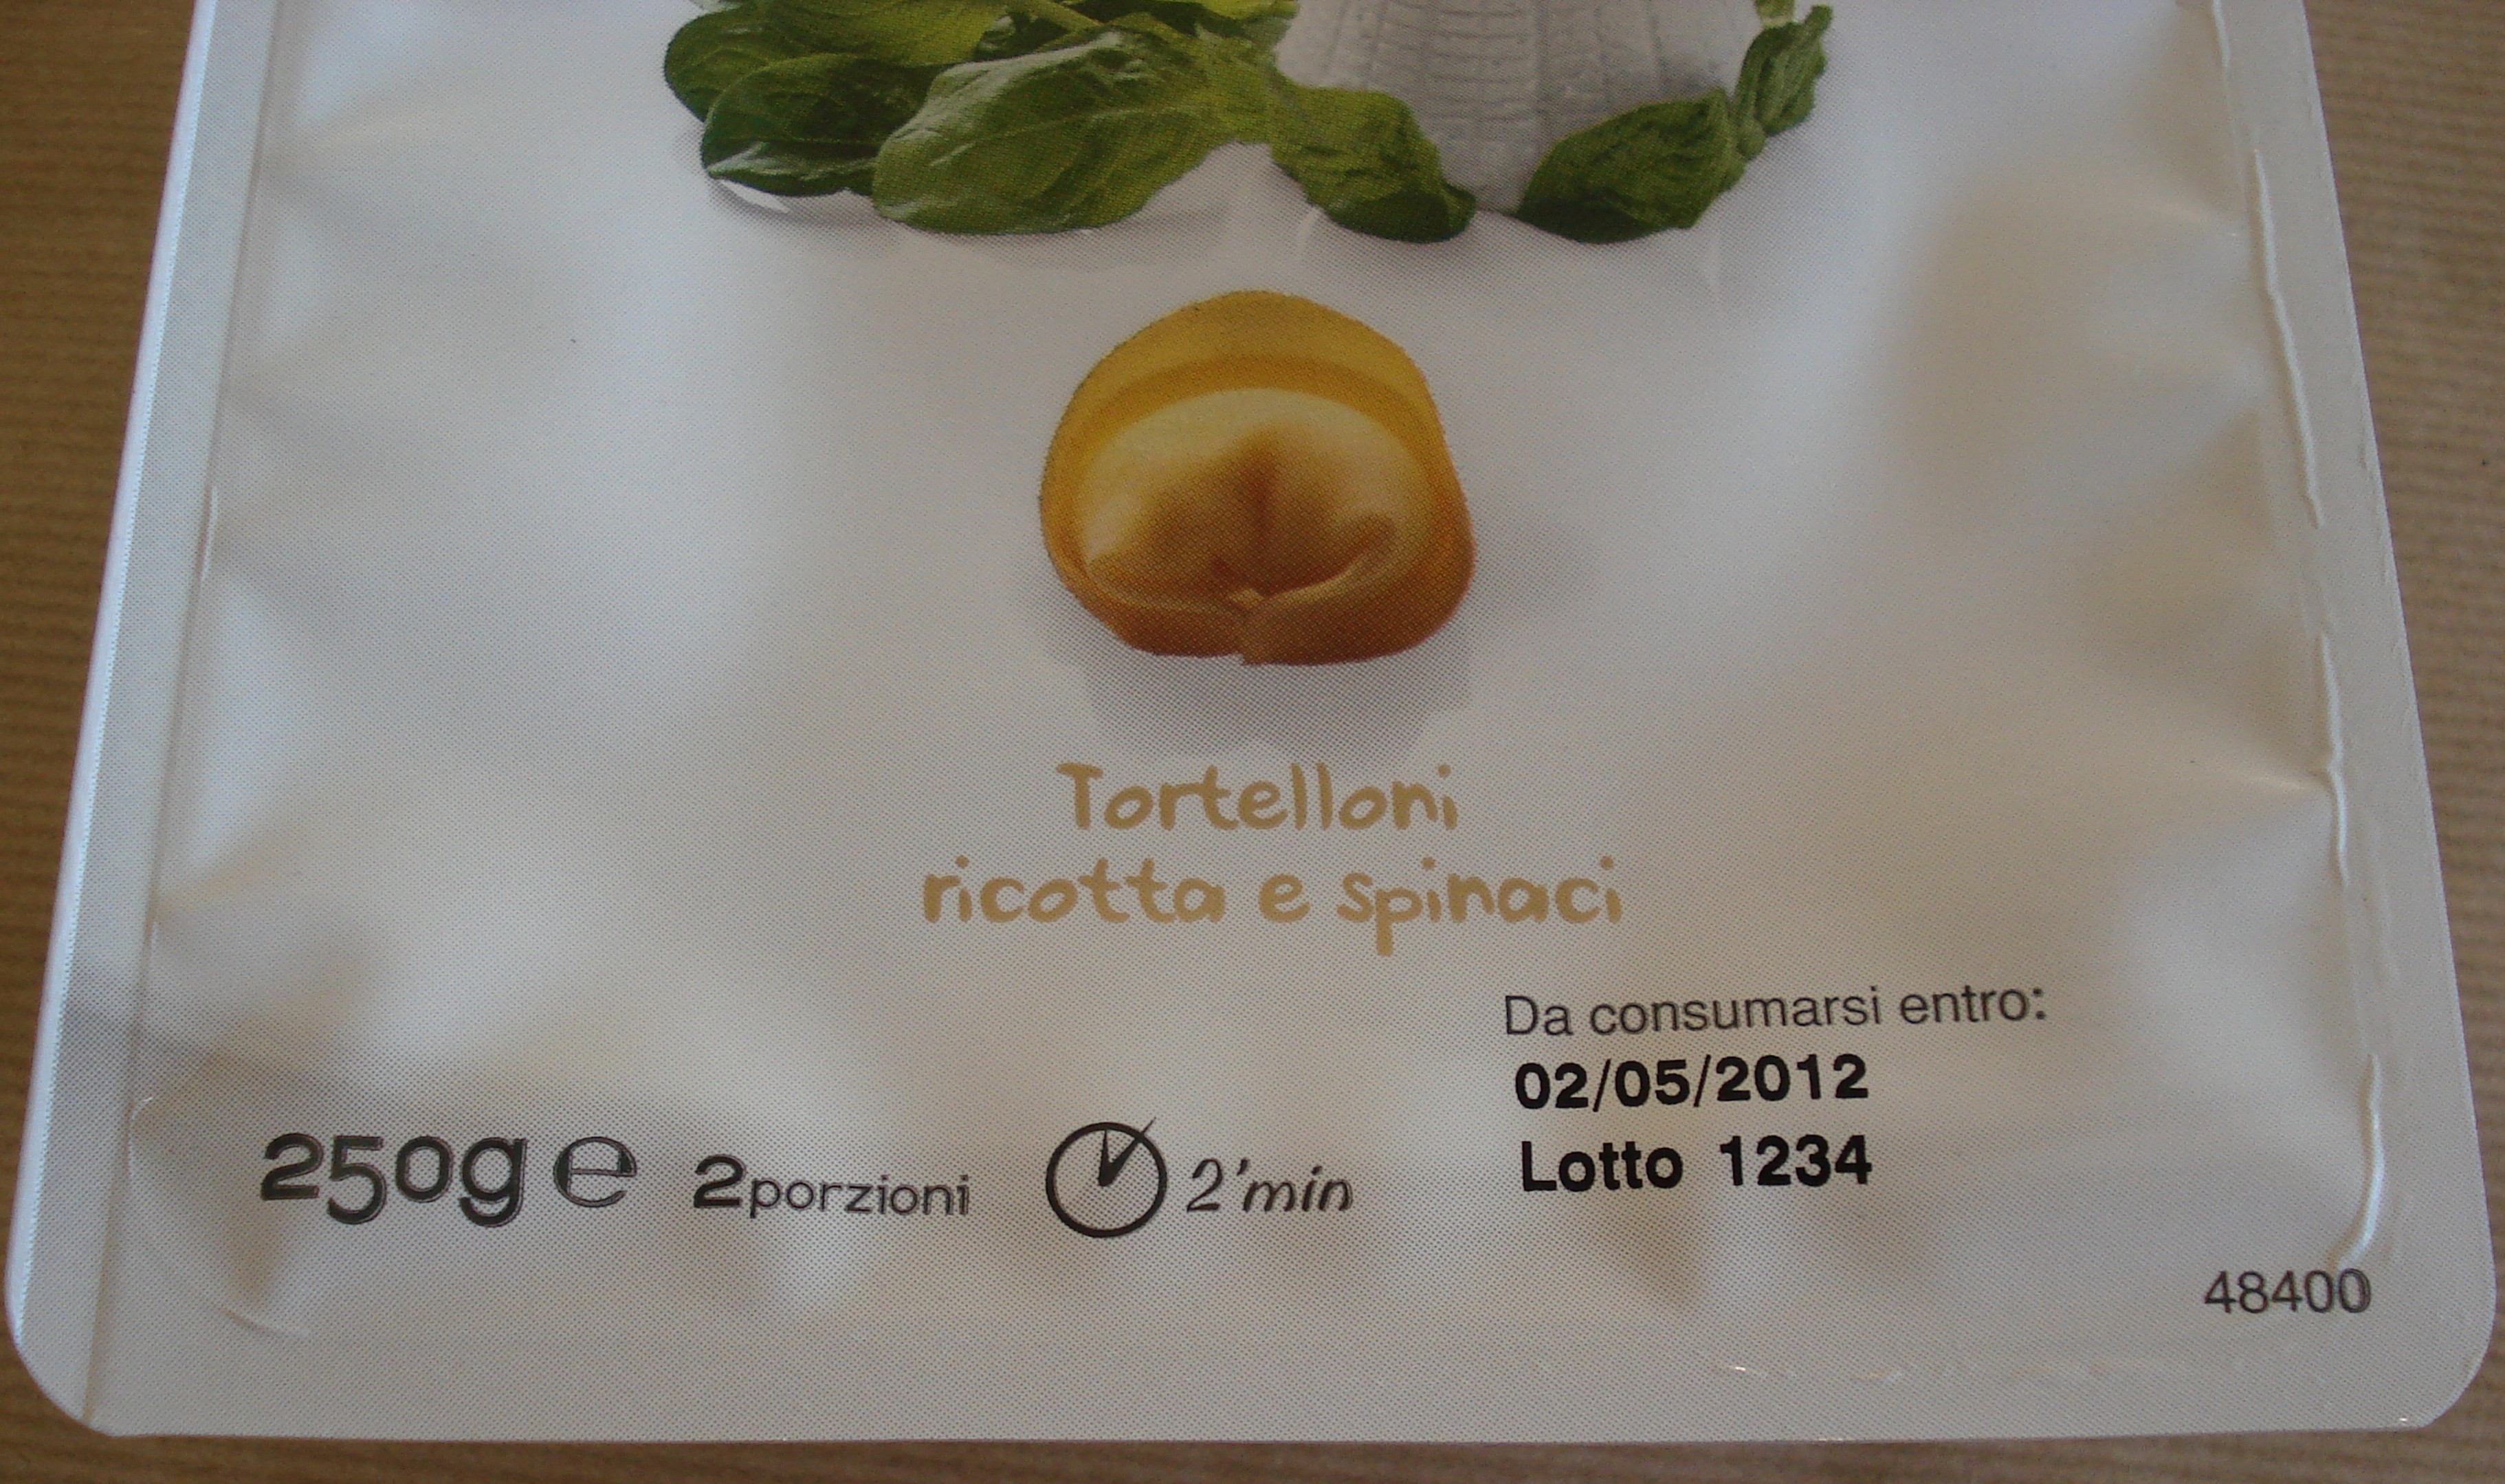 Tortelloni
ricotta e spinaci
Da consumarsi entro:
02/05/2012
Lotto 1234
250g e 2porzioni 2'min
48400